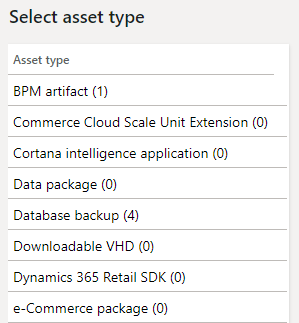 Select asset type
Asset type
BPM artifact (1)
Commerce Cloud Scale Unit Extension (0)
Cortana intelligence application (0)
Data package (0)
Database backup (4)
Downloadable VHD (0)
Dynamics 365 Retail SDK (0)
e-Commerce package (0)